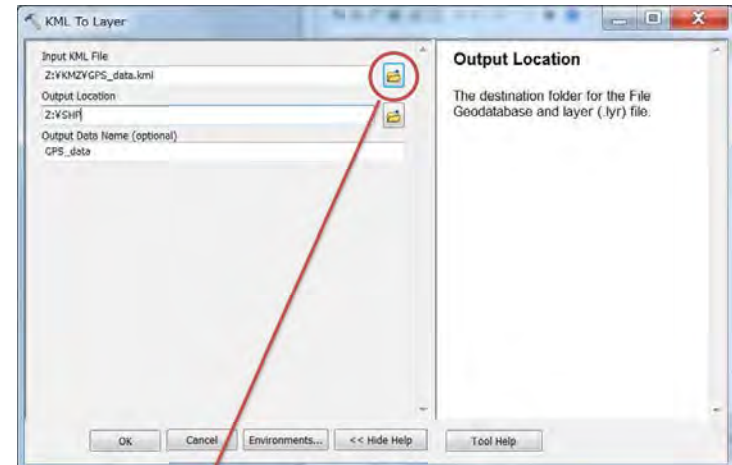 KML To Layer
Input KML File
Z:¥KMZ¥GPS_data.kml
Output Location
Z:¥SHP
Output Data Name (optional)
GPS_data
OK
Cancel
Environments...
<< Hide Help
Output Location
The destination folder for the File
Geodatabase and layer (.lyr) file.
Tool Help